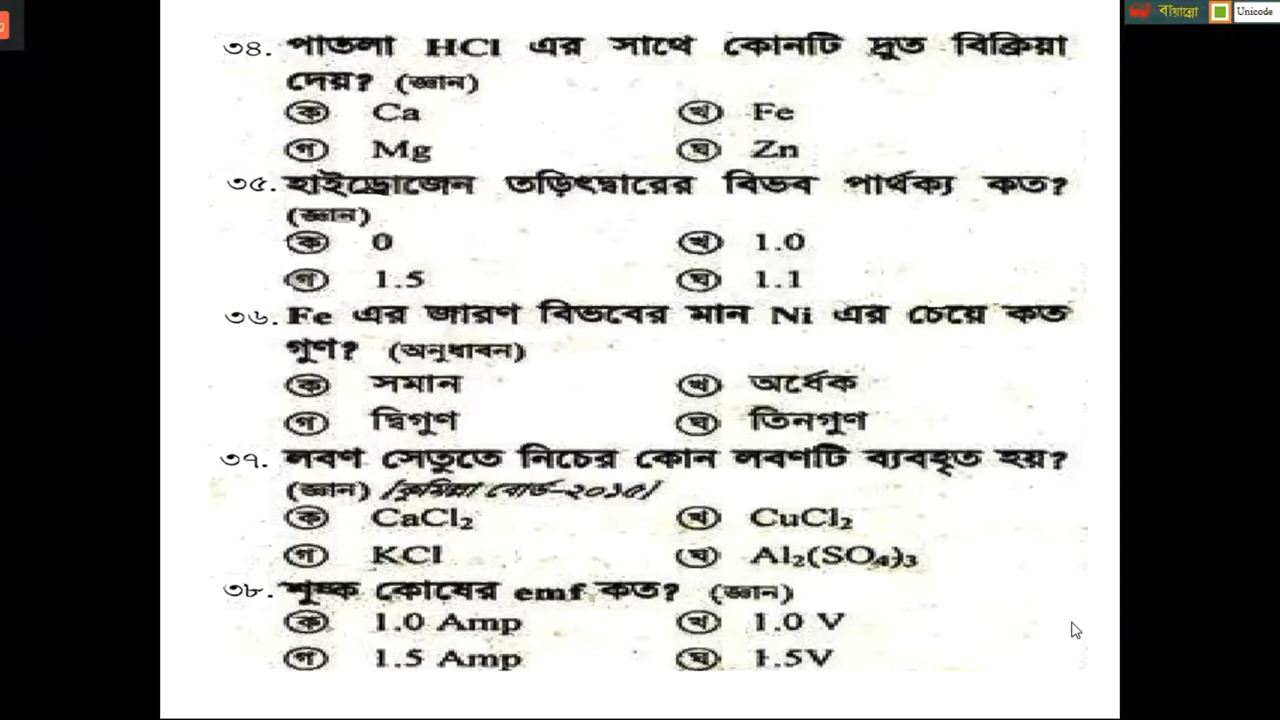 বাঁয়ান্নো Unicode
৩৪. পাতলা HCl এর সাথে কোনটি দ্রুত বিক্রিয়া
দেয়? (জ্ঞান)
ক Ca খ Fe
গ Mg ঘ Zn
৩৫. হাইড্রোজেন তড়িৎদ্বারের বিভব পার্থক্য কত?
(জ্ঞান)
ক 0 খ 1.0
গ 1.5 ঘ 1.1
৩৬. Fe এর জারণ বিভবের মান Ni এর চেয়ে কত
গুণ? (অনুধাবন)
ক সমান খ অর্ধেক
গ দ্বিগুণ ঘ তিনগুণ
৩৭. লবণ সেতুতে নিচের কোন লবণটি ব্যবহৃত হয়?
(জ্ঞান) /কুমিল্লা বোর্ড-২০১৫/
ক CaCl₂ খ CuCl₂
গ KCl ঘ Al₂(SO₄)₃
৩৮. শুষ্ক কোষের emf কত? (জ্ঞান)
ক 1.0 Amp খ 1.0 V
গ 1.5 Amp ঘ 1.5V